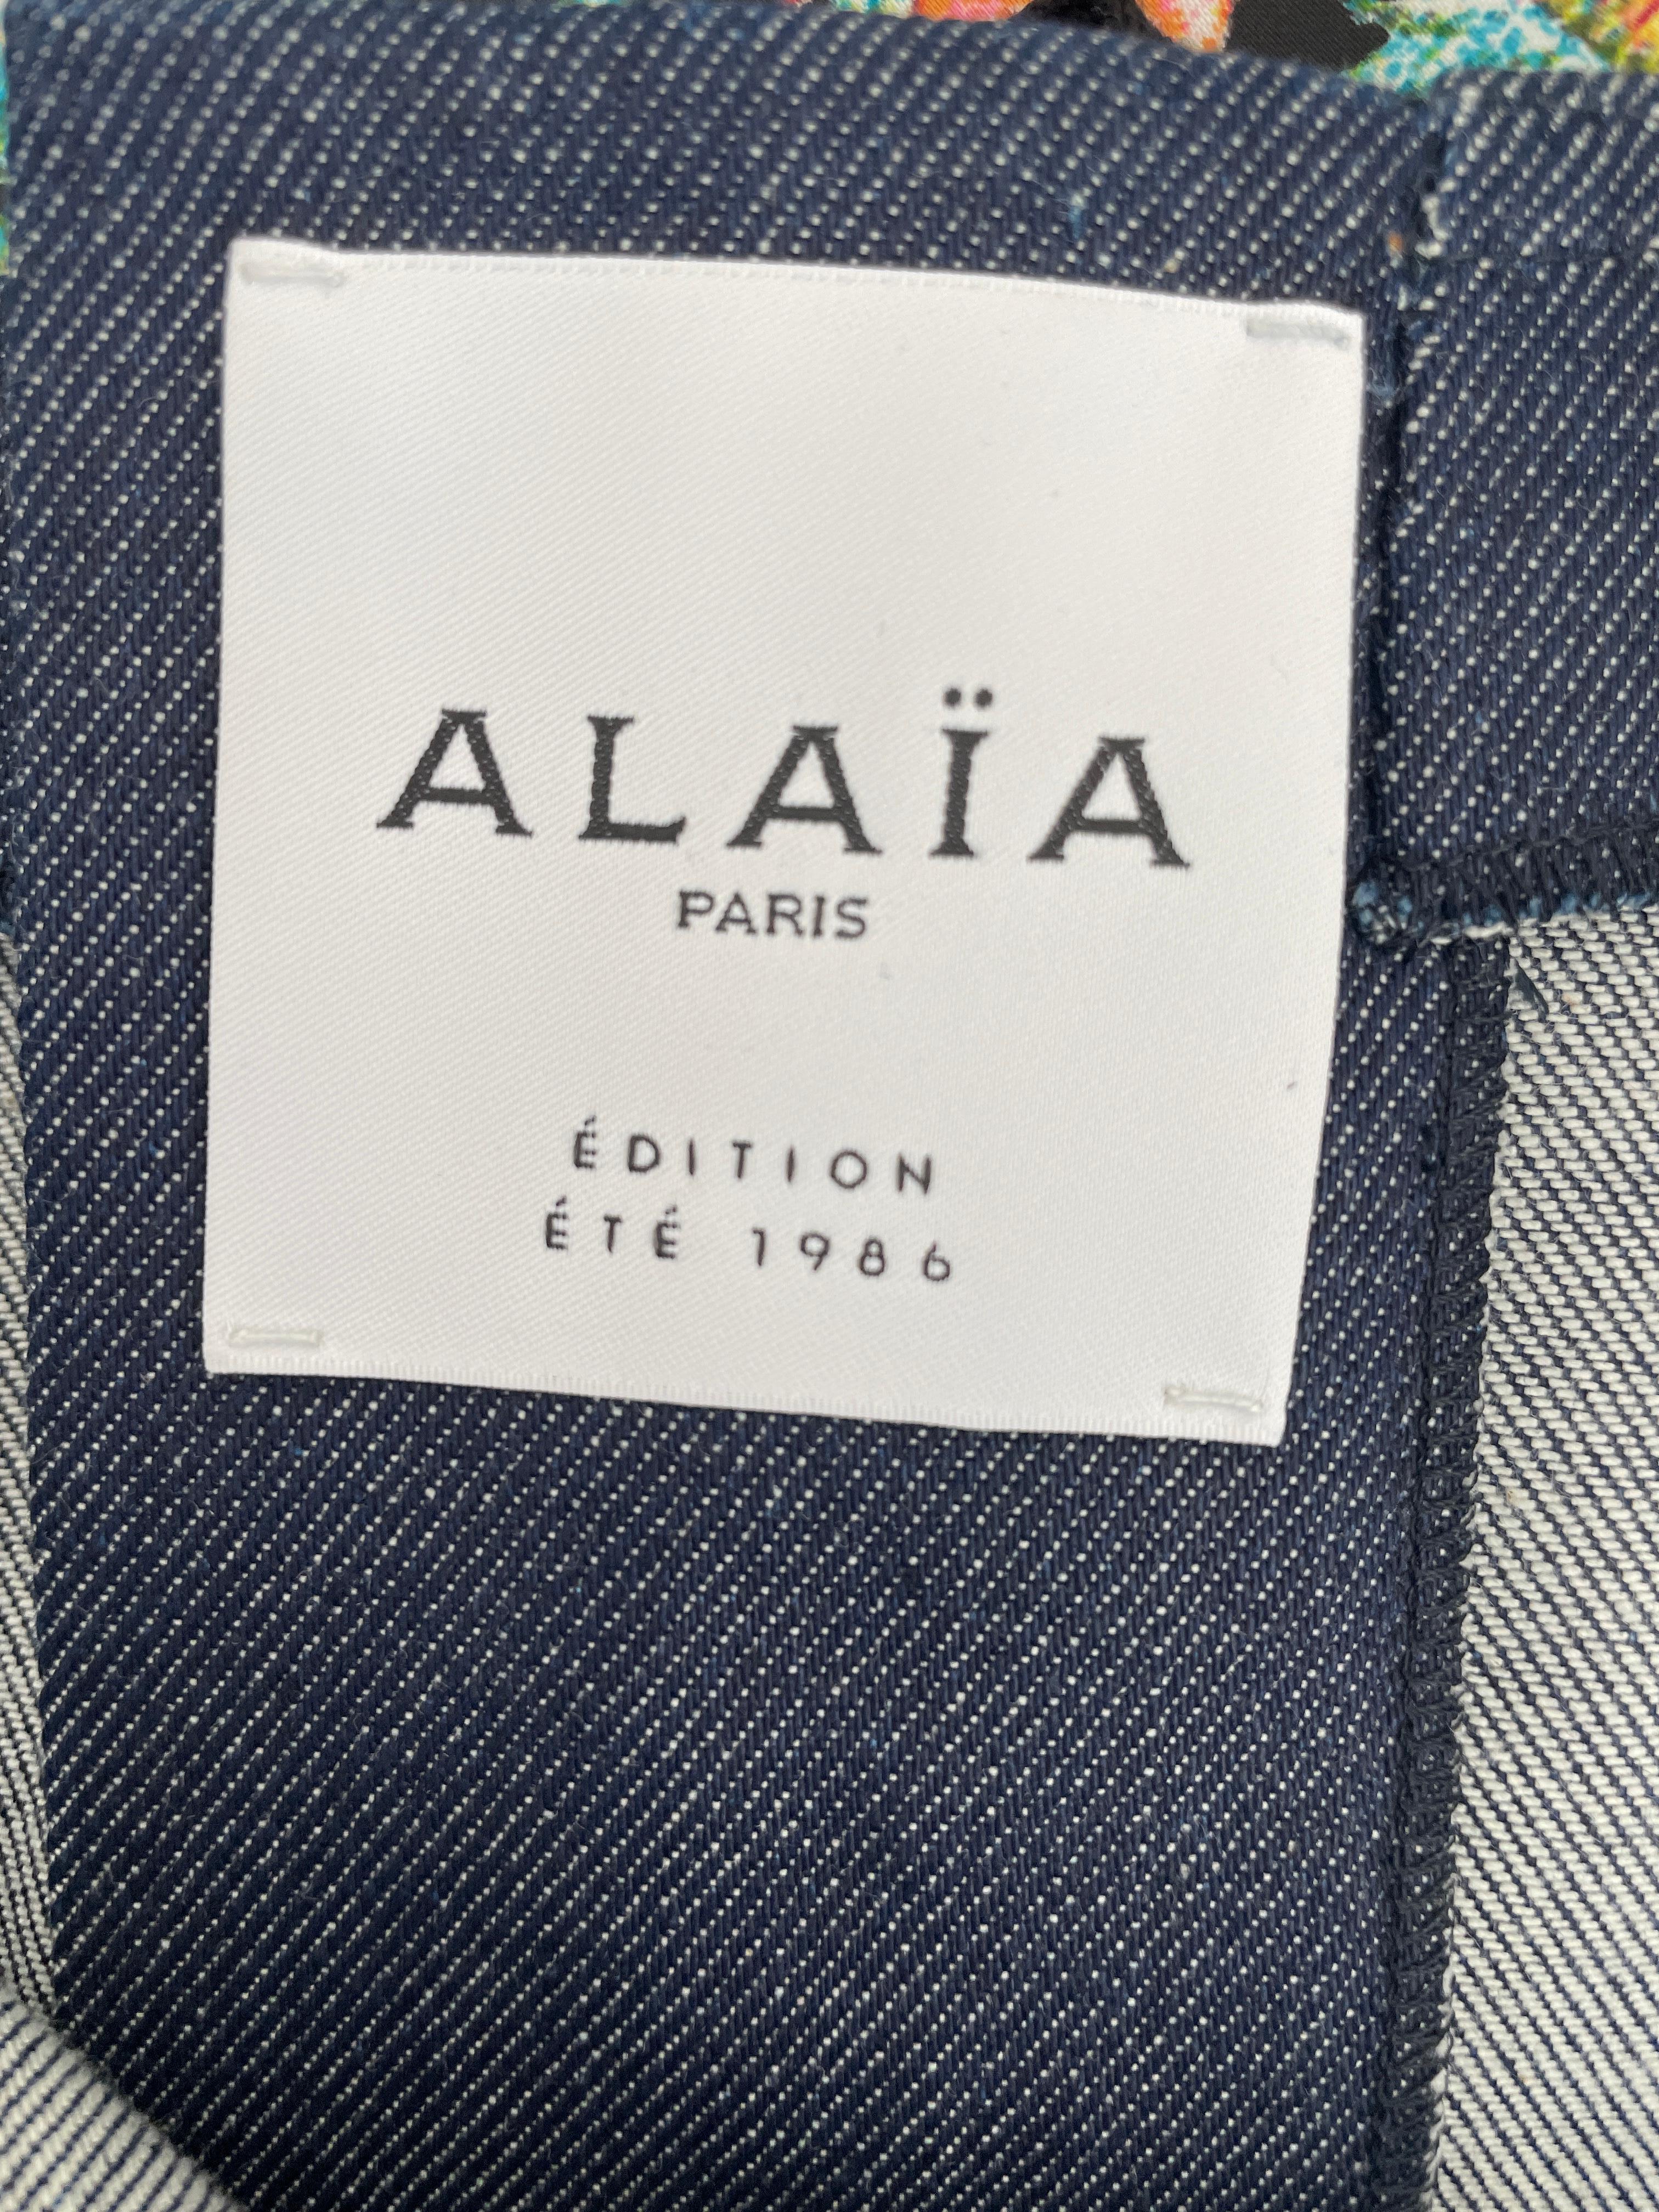 ALAÏA
PARIS
ÉDITION
ÉTÉ 1986